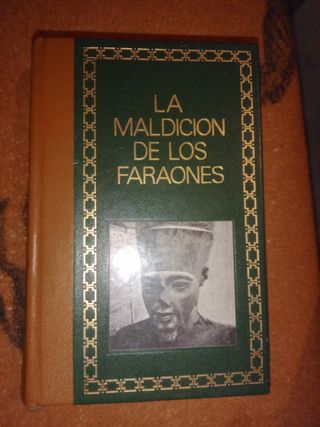 LA
MALDICION
DE LOS
FARAONES